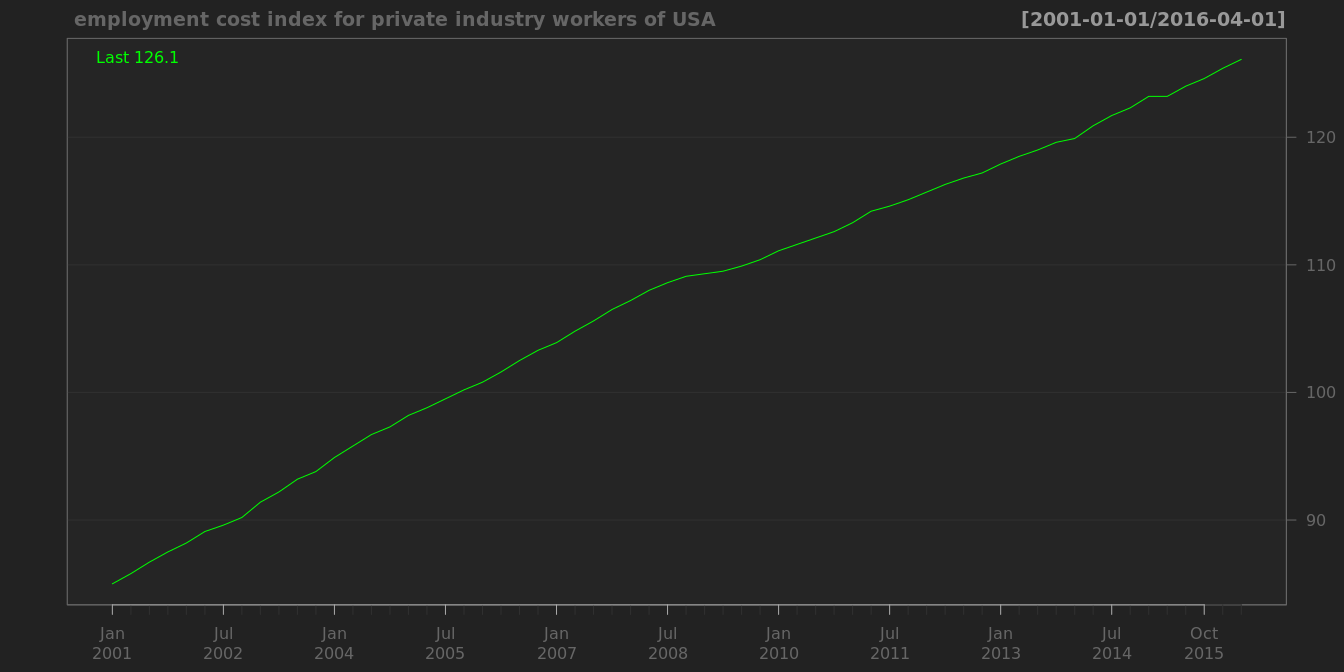 employment cost index for private industry workers of USA
[2001-01-01/2016-04-01]
Last 126.1
120
110
100
90
Jan 2001
Jul 2002
Jan 2004
Jul 2005
Jan 2007
Jul 2008
Jan 2010
Jul 2011
Jan 2013
Jul 2014
Oct 2015